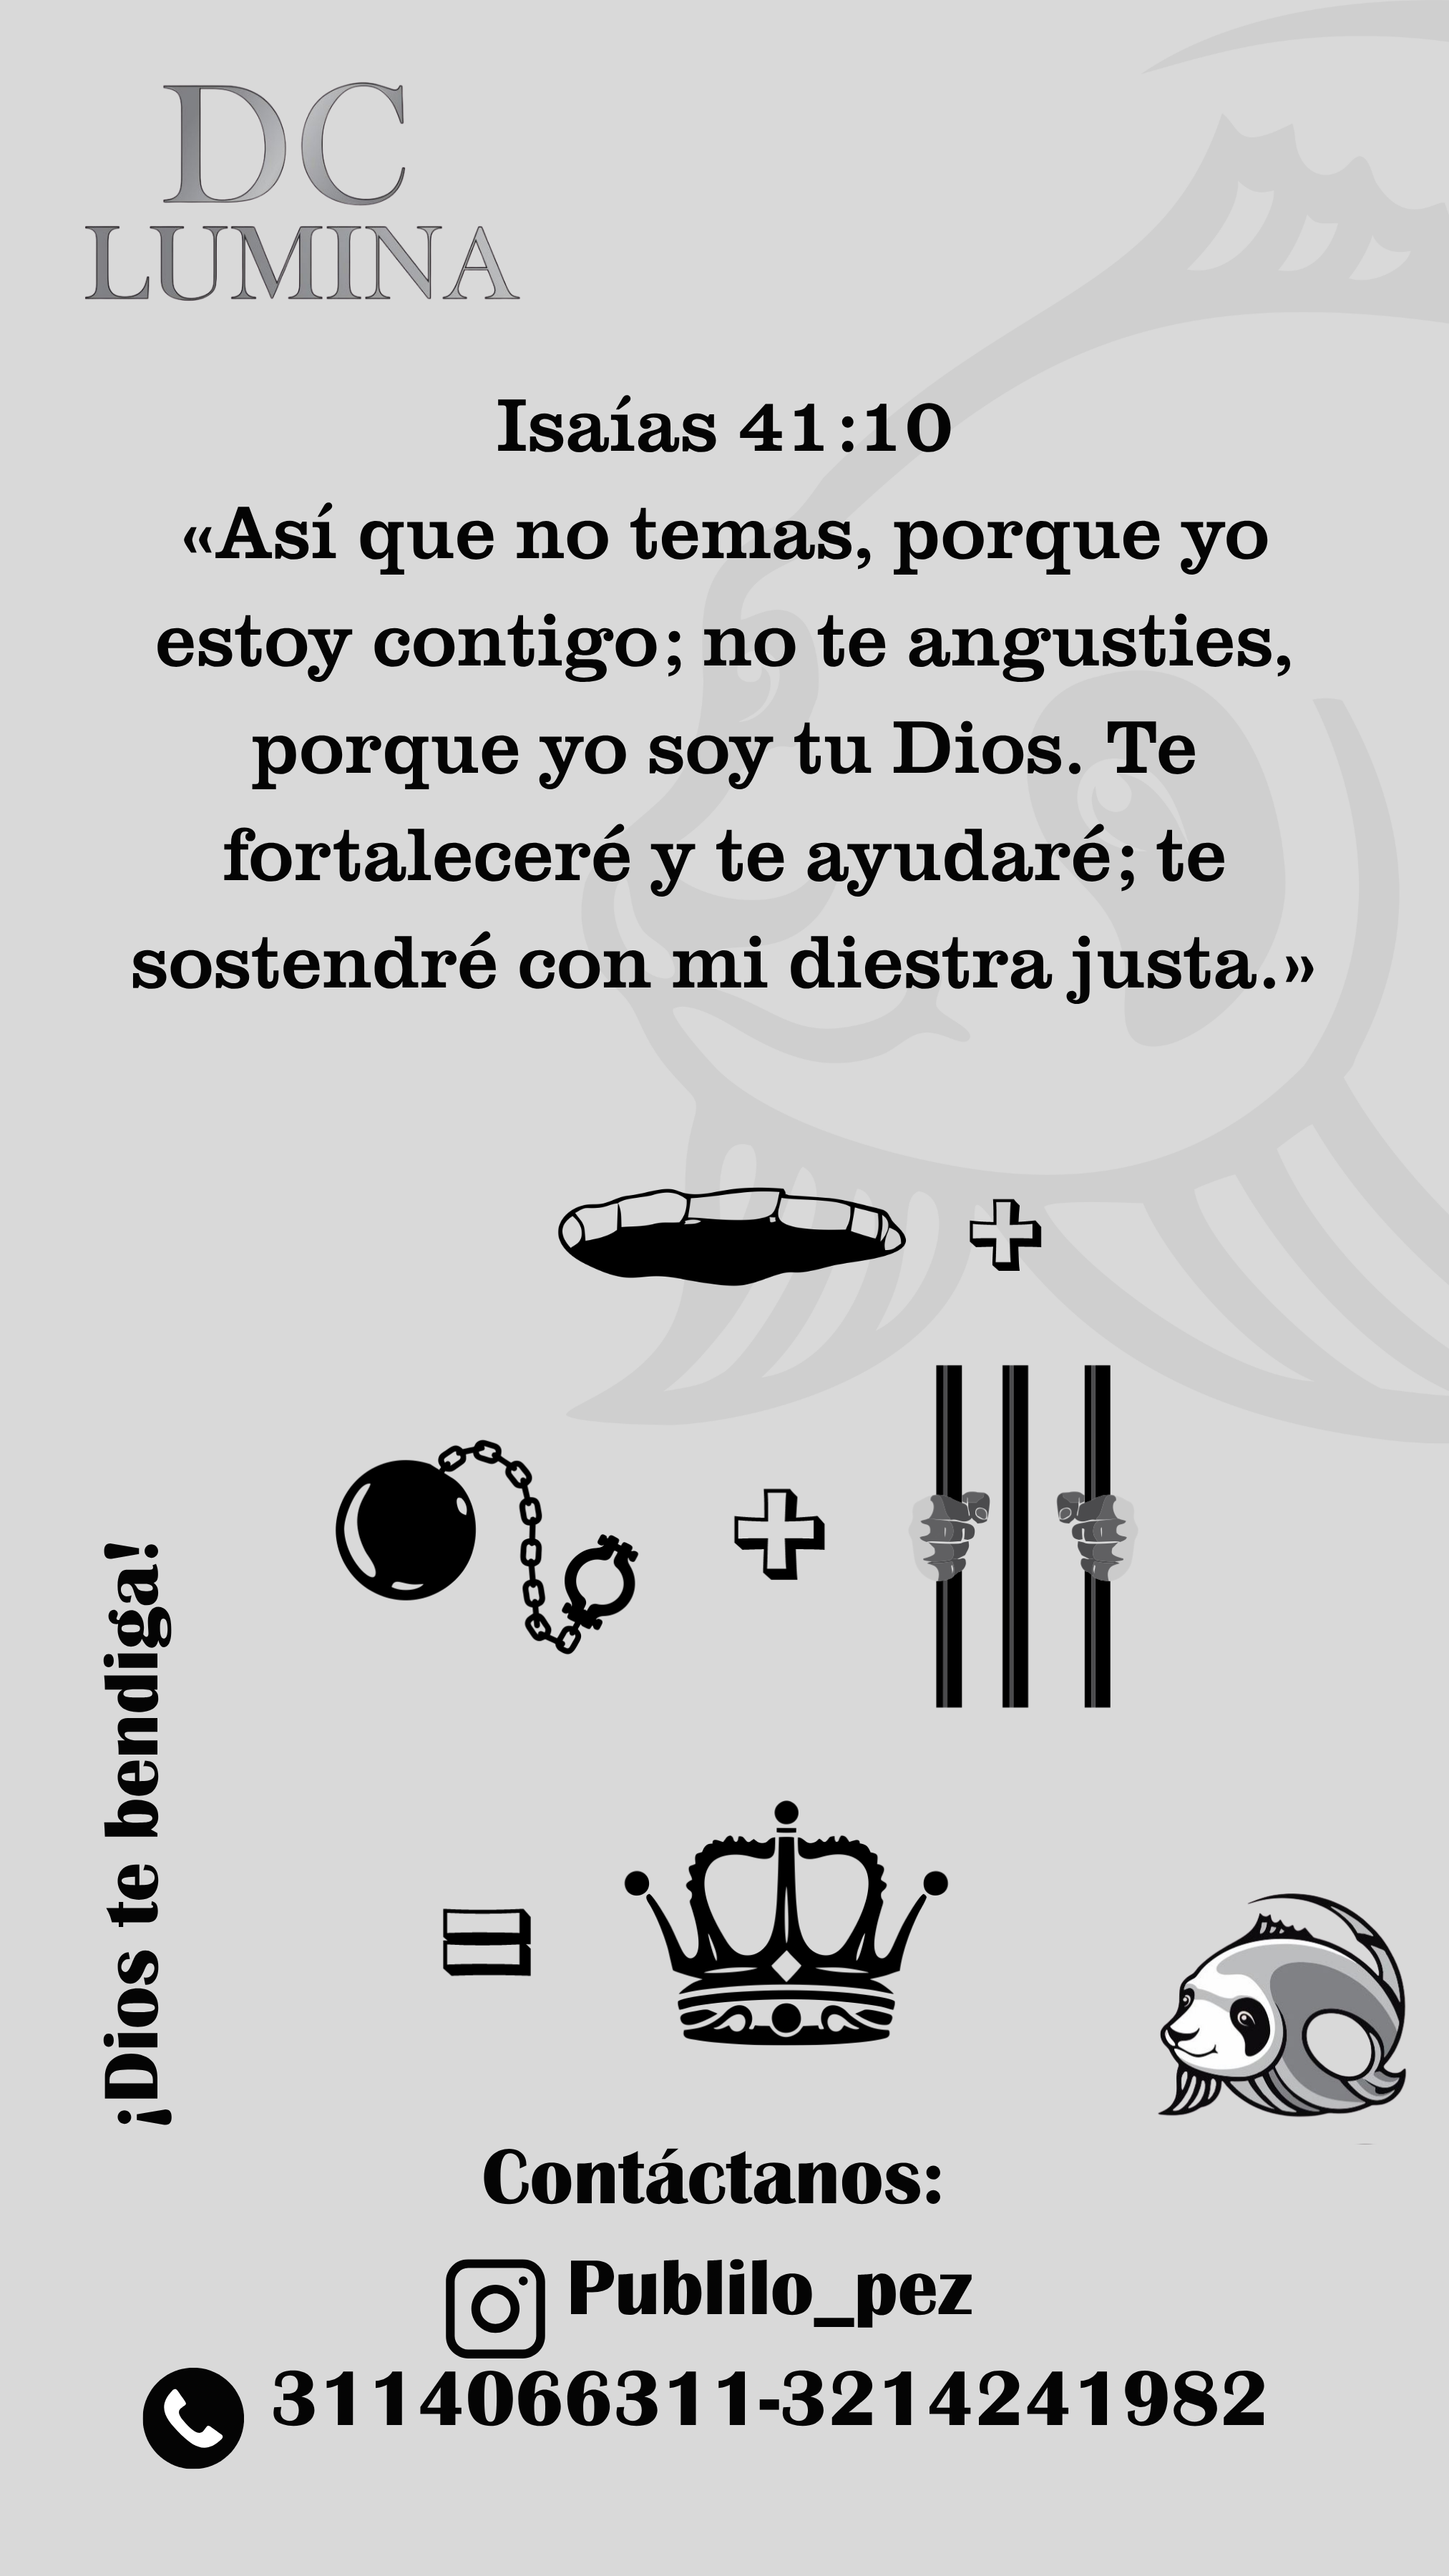 DC
LUMINA
Isaías 41:10
«Así que no temas, porque yo
estoy contigo; no te angusties,
porque yo soy tu Dios. Te
fortaleceré y te ayudaré; te
sostendré con mi diestra justa.»
+
+
=
¡Dios te bendiga!
Contáctanos:
Publilo_pez
3114066311-3214241982